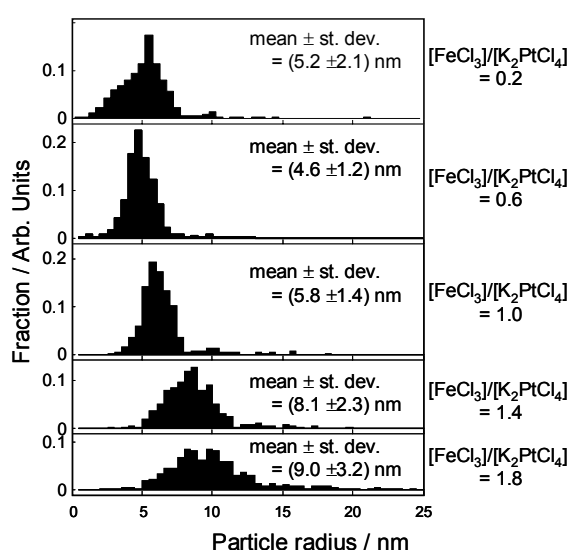 mean ± st. dev.
= (5.2 ±2.1) nm
[FeCl3]/[K2PtCl4]
= 0.2
0.1
0
mean ± st. dev.
= (4.6 ±1.2) nm
[FeCl3]/[K2PtCl4]
= 0.6
0.2
0.1
0
mean ± st. dev.
= (5.8 ±1.4) nm
[FeCl3]/[K2PtCl4]
= 1.0
0.2
0.1
0
mean ± st. dev.
= (8.1 ±2.3) nm
[FeCl3]/[K2PtCl4]
= 1.4
0.1
0
mean ± st. dev.
= (9.0 ±3.2) nm
[FeCl3]/[K2PtCl4]
= 1.8
0.1
0
Fraction / Arb. Units
0 5 10 15 20 25
Particle radius / nm